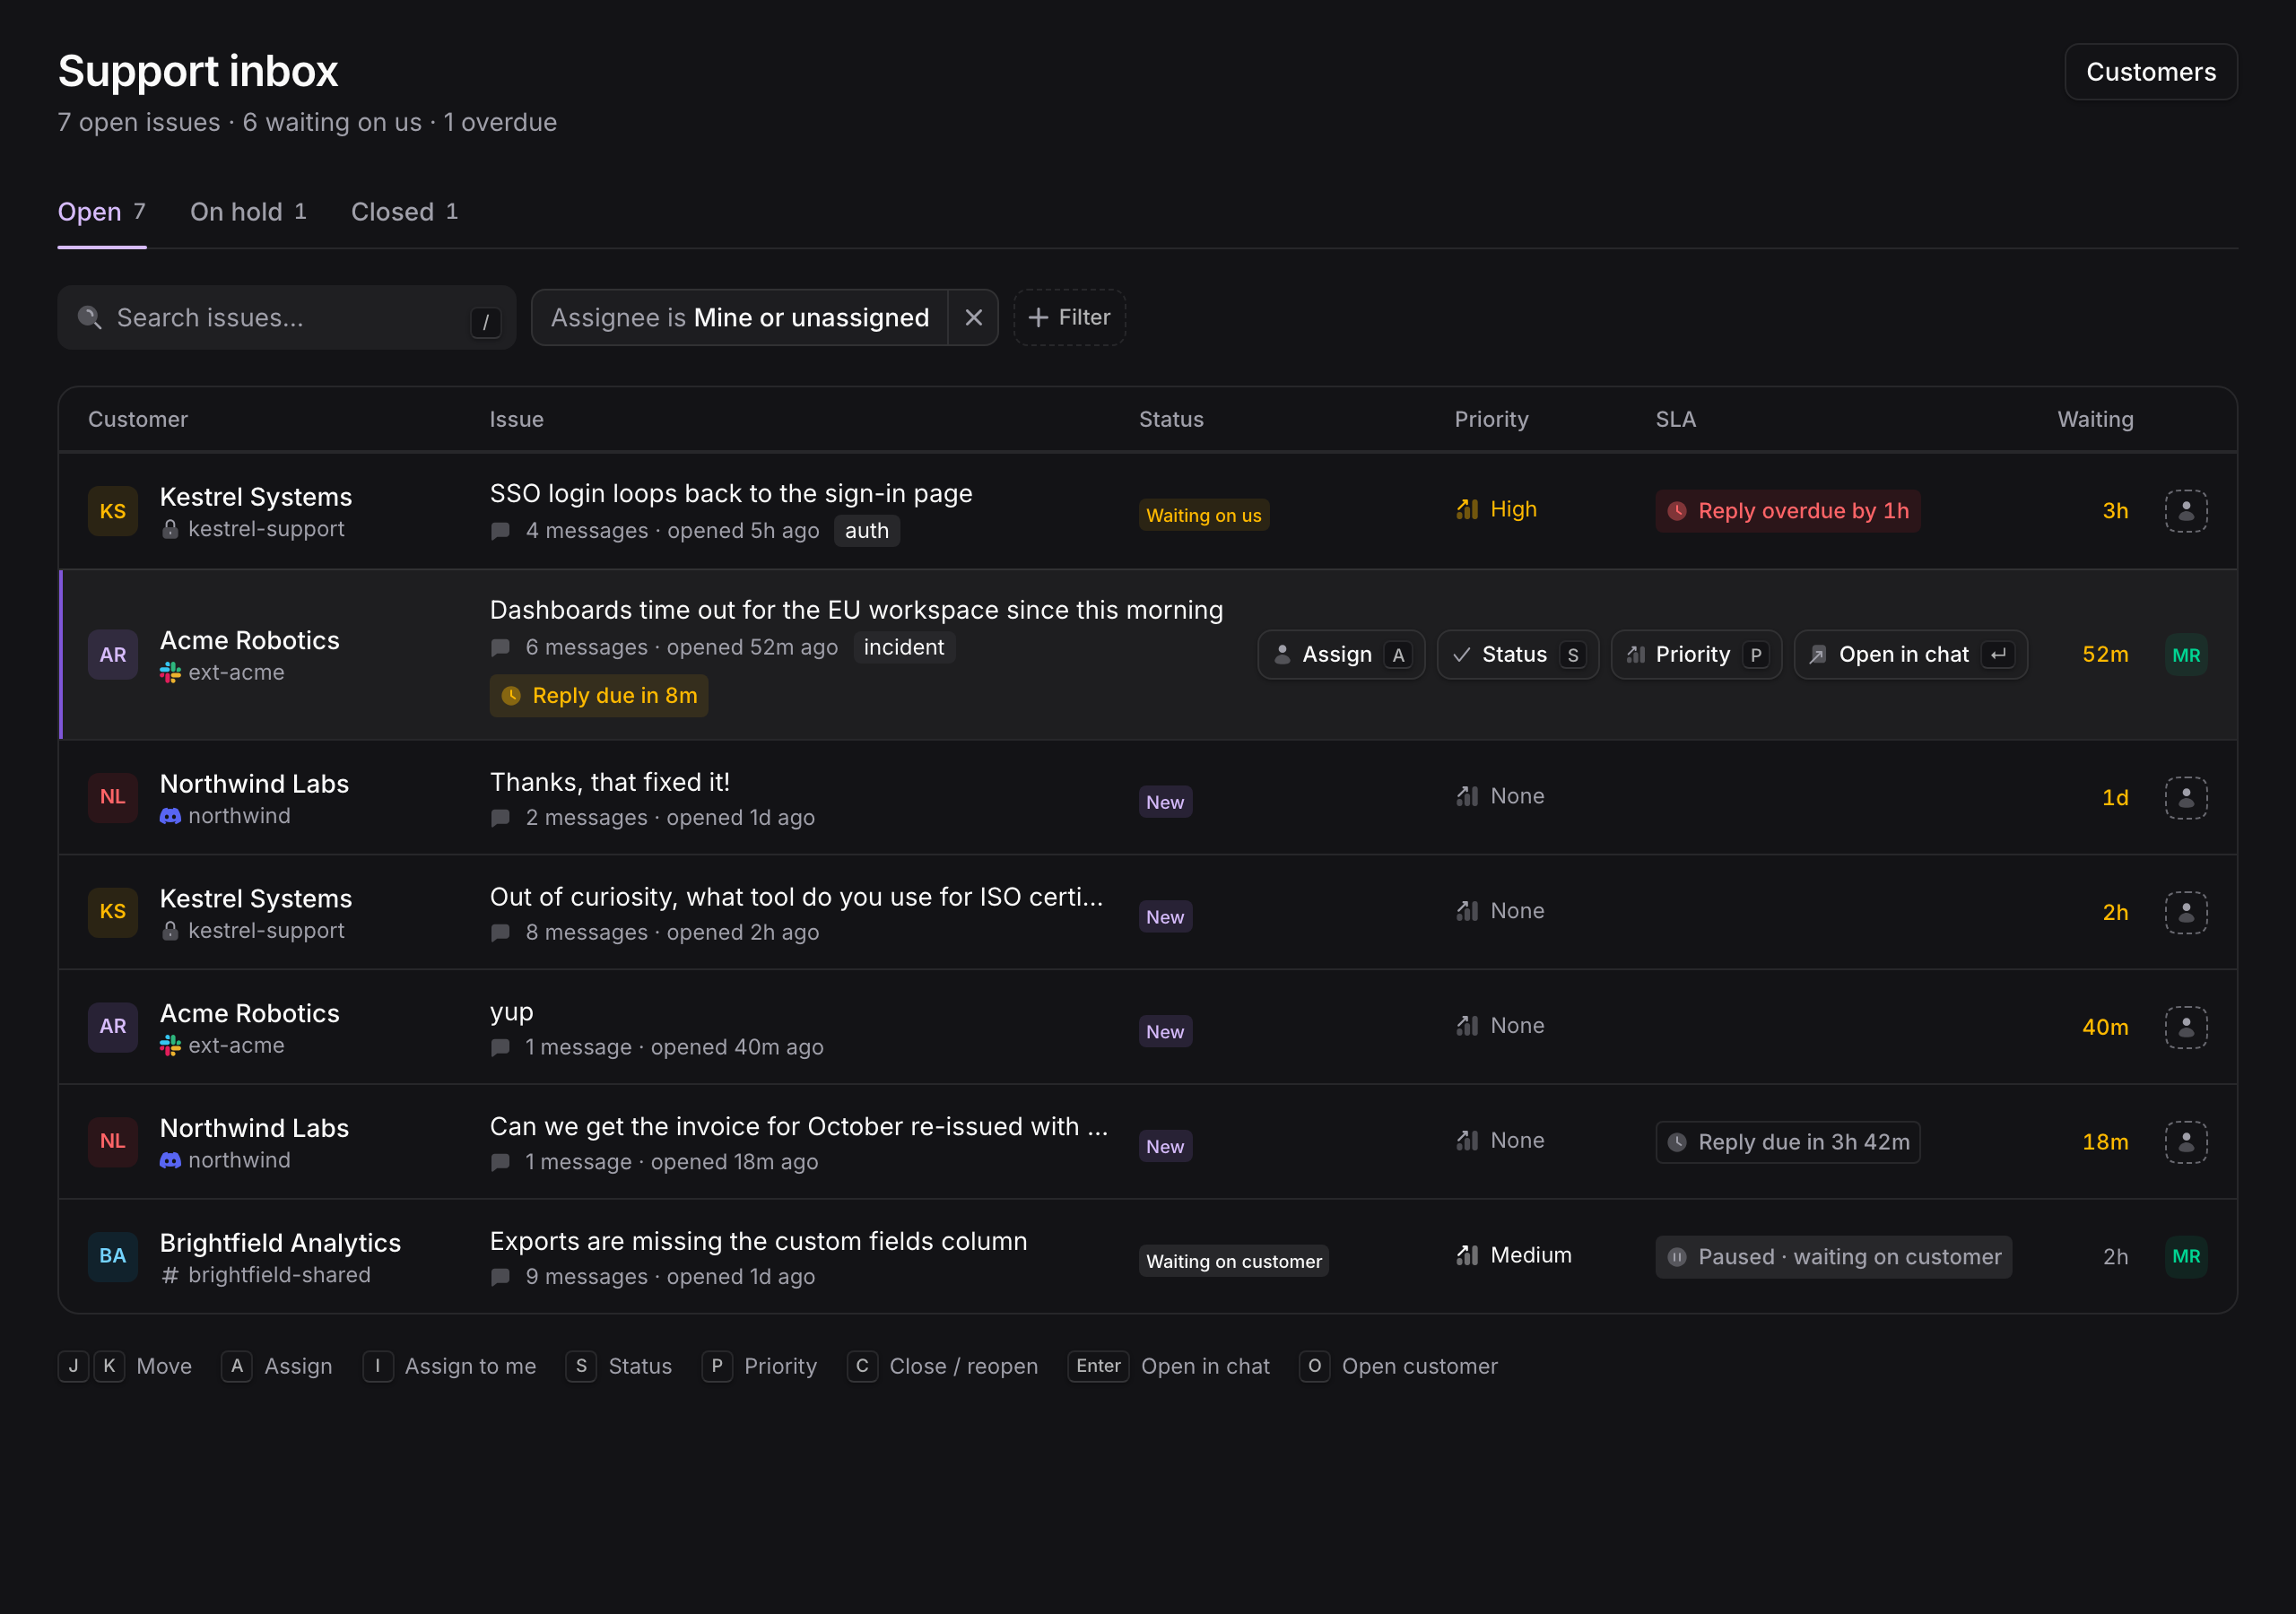 Support inbox
Customers
7 open issues · 6 waiting on us · 1 overdue
Open 7
On hold 1
Closed 1
Search issues...
/
Assignee is Mine or unassigned
Filter
Customer Issue Status Priority SLA Waiting
KS
Kestrel Systems
kestrel-support
SSO login loops back to the sign-in page
4 messages · opened 5h ago auth
Waiting on us
High
Reply overdue by 1h
3h
AR
Acme Robotics
ext-acme
Dashboards time out for the EU workspace since this morning
6 messages · opened 52m ago incident
Reply due in 8m
Assign A
Status S
Priority P
Open in chat
52m
MR
NL
Northwind Labs
northwind
Thanks, that fixed it!
2 messages · opened 1d ago
New
None
1d
KS
Kestrel Systems
kestrel-support
Out of curiosity, what tool do you use for ISO certi...
8 messages · opened 2h ago
New
None
2h
AR
Acme Robotics
ext-acme
yup
1 message · opened 40m ago
New
None
40m
NL
Northwind Labs
northwind
Can we get the invoice for October re-issued with ...
1 message · opened 18m ago
New
None
Reply due in 3h 42m
18m
BA
Brightfield Analytics
# brightfield-shared
Exports are missing the custom fields column
9 messages · opened 1d ago
Waiting on customer
Medium
Paused · waiting on customer
2h
MR
J K Move A Assign I Assign to me S Status P Priority C Close / reopen Enter Open in chat O Open customer